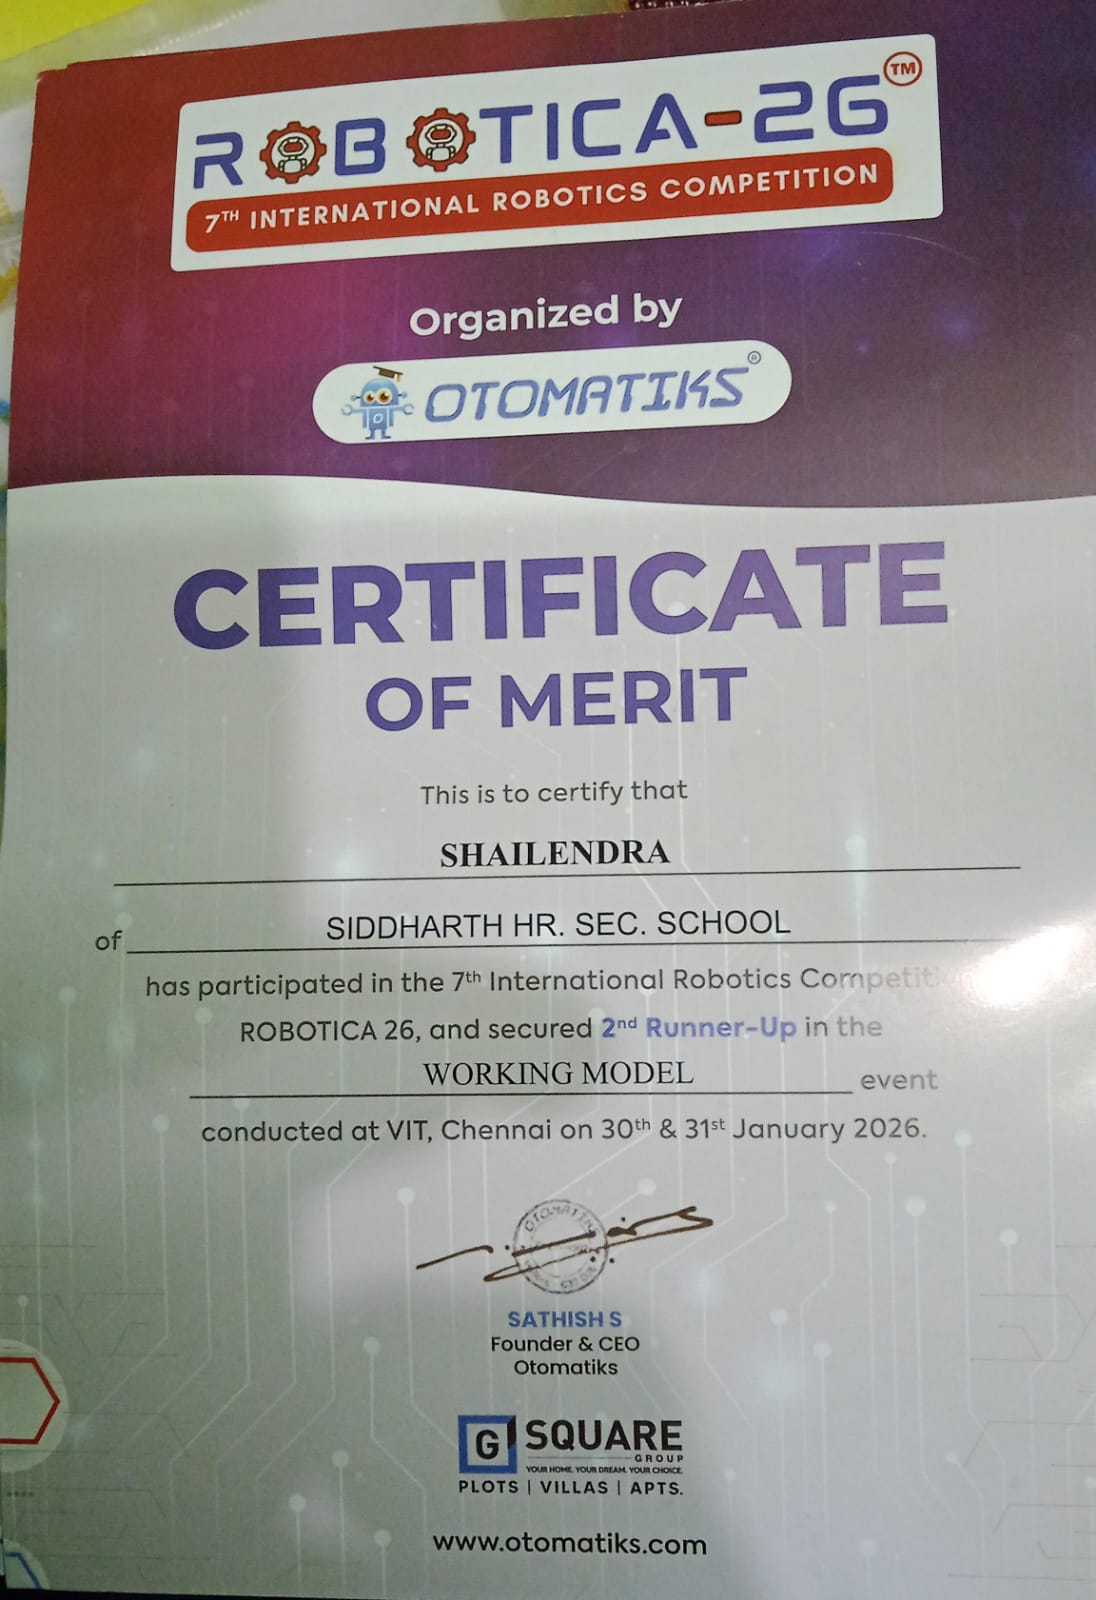 ROBOTICA-26™
7TH INTERNATIONAL ROBOTICS COMPETITION
Organized by
OTOMATIKS®
CERTIFICATE
OF MERIT
This is to certify that
SHAILENDRA
of SIDDHARTH HR. SEC. SCHOOL
has participated in the 7th International Robotics Competiti
ROBOTICA 26, and secured 2nd Runner-Up in the
WORKING MODEL event
conducted at VIT, Chennai on 30th & 31st January 2026.
OTOMATIKS
SATHISH S
Founder & CEO
Otomatiks
G SQUARE
GROUP
YOUR HOME. YOUR DREAM. YOUR CHOICE.
PLOTS | VILLAS | APTS.
www.otomatiks.com